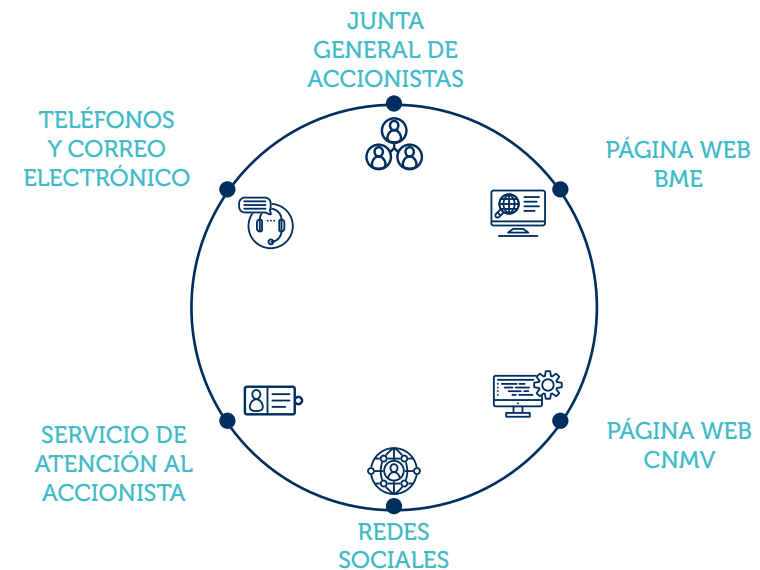 JUNTA
GENERAL DE
ACCIONISTAS
TELÉFONOS
Y CORREO
ELECTRÓNICO
PÁGINA WEB
BME
SERVICIO DE
ATENCIÓN AL
ACCIONISTA
PÁGINA WEB
CNMV
REDES
SOCIALES